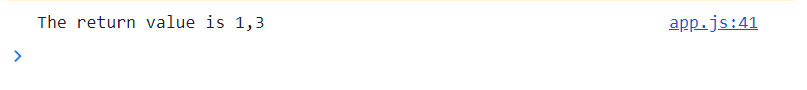 The return value is 1,3 app.js:41